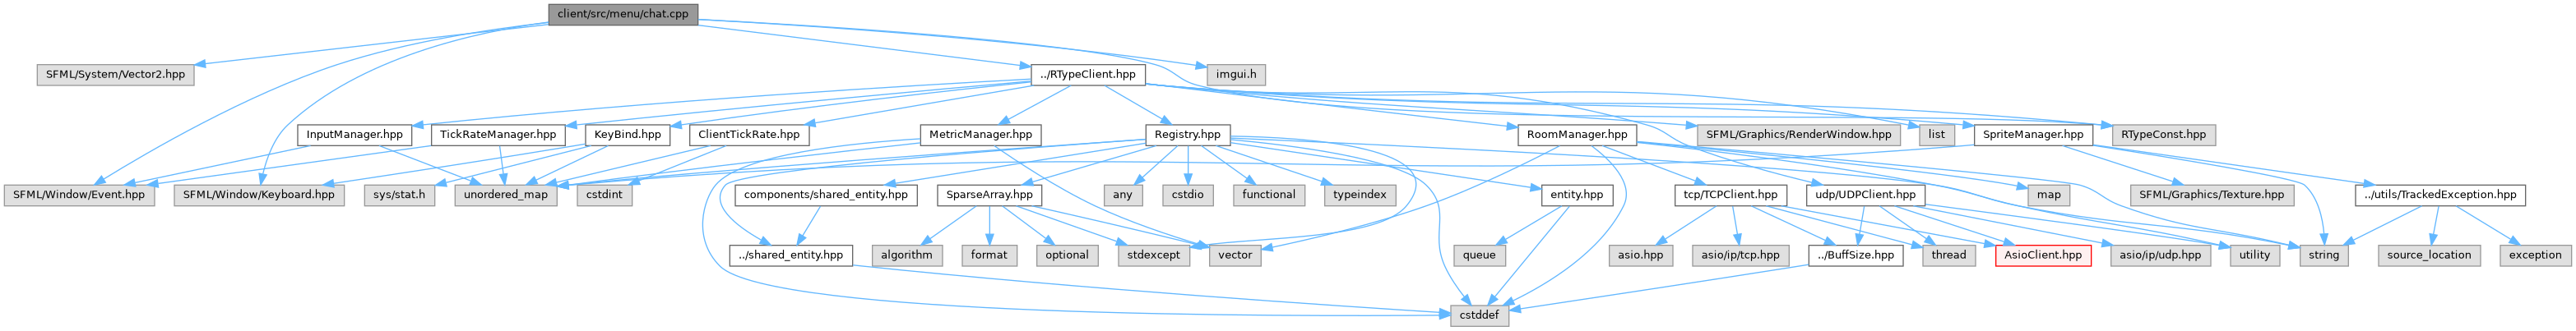 client/src/menu/chat.cpp
SFML/System/Vector2.hpp
../RTypeClient.hpp
imgui.h
InputManager.hpp
TickRateManager.hpp
KeyBind.hpp
ClientTickRate.hpp
MetricManager.hpp
Registry.hpp
RoomManager.hpp
SFML/Graphics/RenderWindow.hpp
list
SpriteManager.hpp
RTypeConst.hpp
SFML/Window/Event.hpp
SFML/Window/Keyboard.hpp
sys/stat.h
unordered_map
cstdint
components/shared_entity.hpp
SparseArray.hpp
any
cstdio
functional
typeindex
entity.hpp
tcp/TCPClient.hpp
udp/UDPClient.hpp
map
SFML/Graphics/Texture.hpp
../utils/TrackedException.hpp
../shared_entity.hpp
algorithm
format
optional
stdexcept
vector
queue
asio.hpp
asio/ip/tcp.hpp
../BuffSize.hpp
thread
AsioClient.hpp
asio/ip/udp.hpp
utility
string
source_location
exception
cstddef